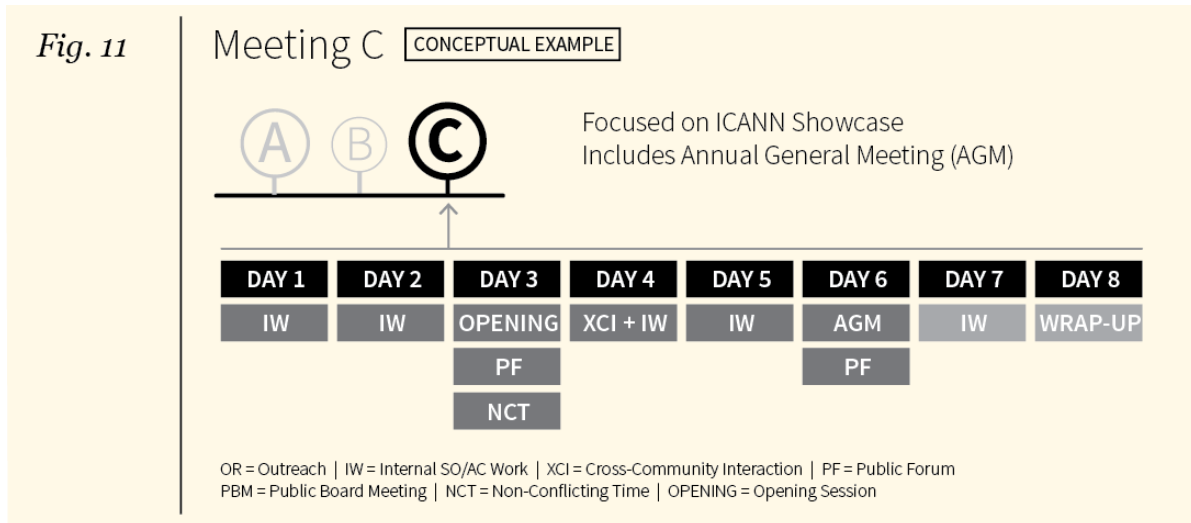 Fig. 11
Meeting C CONCEPTUAL EXAMPLE
A B C
Focused on ICANN Showcase
Includes Annual General Meeting (AGM)
DAY 1 DAY 2 DAY 3 DAY 4 DAY 5 DAY 6 DAY 7 DAY 8
IW IW OPENING XCI + IW IW AGM IW WRAP-UP
PF PF
NCT
OR = Outreach | IW = Internal SO/AC Work | XCI = Cross-Community Interaction | PF = Public Forum
PBM = Public Board Meeting | NCT = Non-Conflicting Time | OPENING = Opening Session